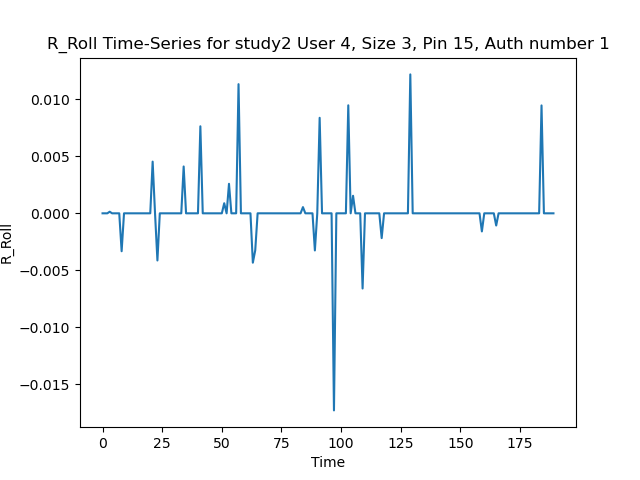 R_Roll Time-Series for study2 User 4, Size 3, Pin 15, Auth number 1
0.010
0.005
0.000
−0.005
−0.010
−0.015
R_Roll
0 25 50 75 100 125 150 175
Time